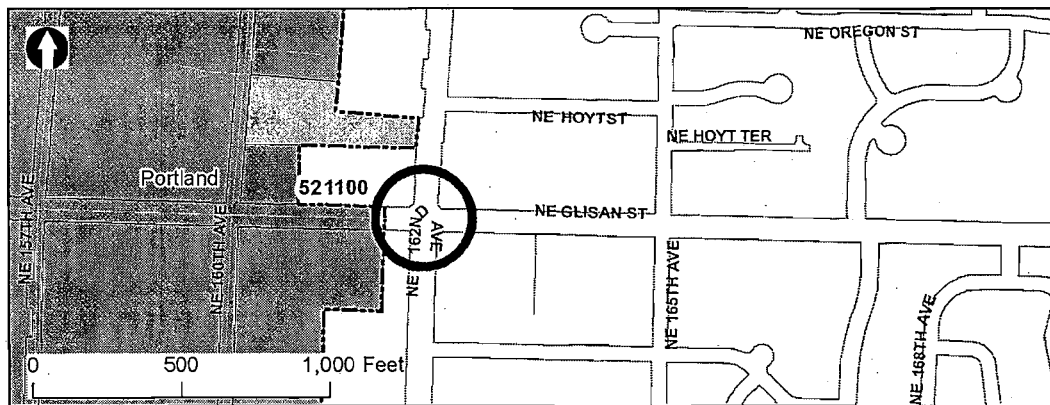 NE OREGON ST
NE HOYT ST
NE HOYT TER
Portland
521100
NE GLISAN ST
NE 162ND AVE
NE 157TH AVE
NE 160TH AVE
NE 165TH AVE
NE 168TH AVE
0 500 1,000 Feet